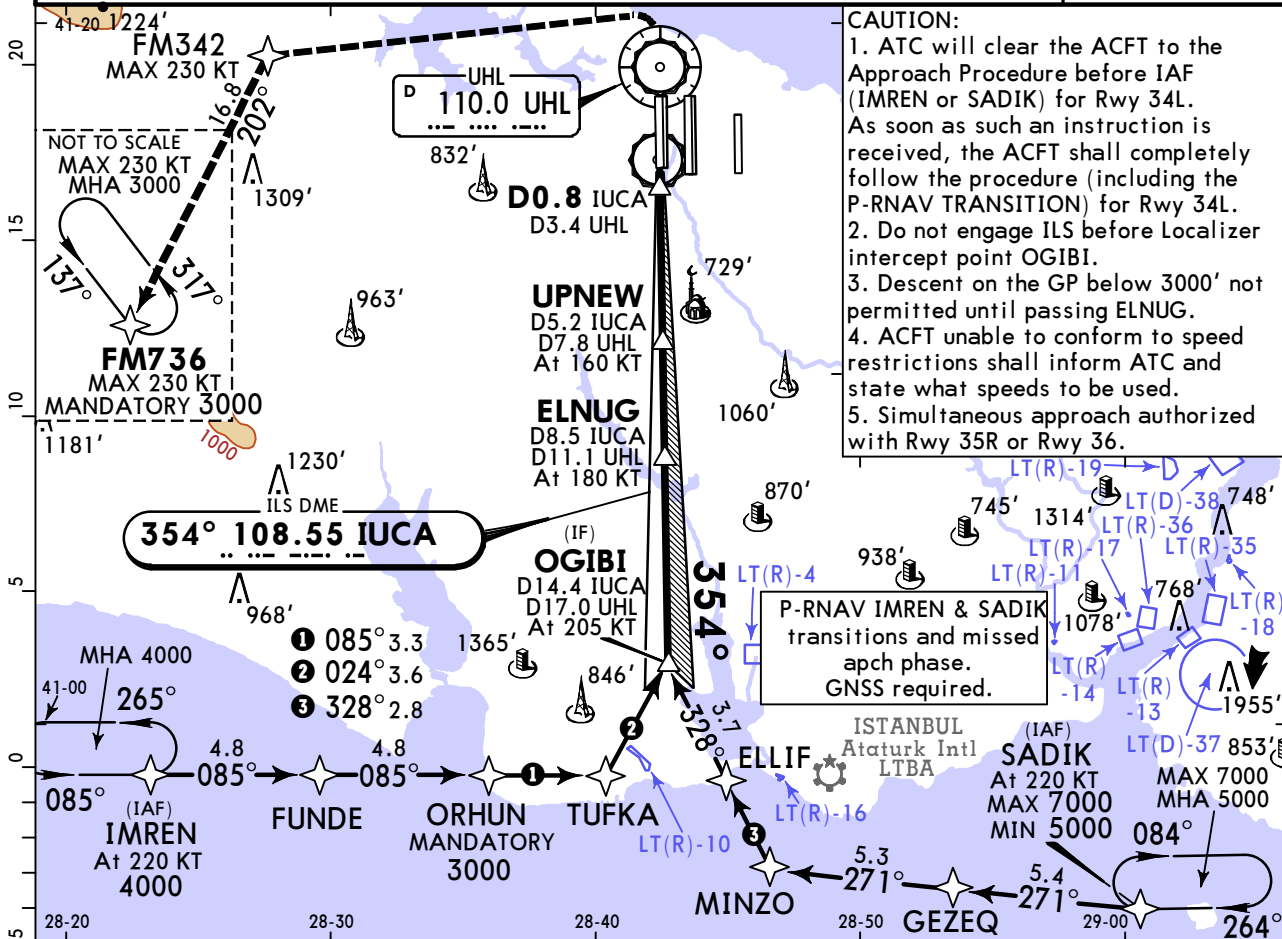 41-20
1224'
FM342
MAX 230 KT
16.8
202°
20
NOT TO SCALE
MAX 230 KT
MHA 3000
1309'
15
137°
317°
FM736
MAX 230 KT
MANDATORY 3000
10
1181'
1000
UHL
D 110.0 UHL
832'
D0.8 IUCA
D3.4 UHL
963'
729'
UPNEW
D5.2 IUCA
D7.8 UHL
At 160 KT
1060'
ELNUG
D8.5 IUCA
D11.1 UHL
At 180 KT
1230'
ILS DME
354° 108.55 IUCA
870'
745'
938'
(IF)
OGIBI
D14.4 IUCA
D17.0 UHL
At 205 KT
354°
CAUTION:
1. ATC will clear the ACFT to the
Approach Procedure before IAF
(IMREN or SADIK) for Rwy 34L.
As soon as such an instruction is
received, the ACFT shall completely
follow the procedure (including the
P-RNAV TRANSITION) for Rwy 34L.
2. Do not engage ILS before Localizer
intercept point OGIBI.
3. Descent on the GP below 3000' not
permitted until passing ELNUG.
4. ACFT unable to conform to speed
restrictions shall inform ATC and
state what speeds to be used.
5. Simultaneous approach authorized
with Rwy 35R or Rwy 36.
LT(R)-19
LT(D)-38
748'
1314'
LT(R)-36
LT(R)-17
LT(R)-35
LT(R)-11
LT(R)-4
768'
1078'
LT(R)
-18
LT(R)
-14
LT(R)
-13
1955'
LT(D)-37
853'
P-RNAV IMREN & SADIK
transitions and missed
apch phase.
GNSS required.
5
968'
1 085° 3.3
2 024° 3.6
3 328° 2.8
1365'
846'
MHA 4000
41-00
265°
0
085°
4.8
085°
4.8
085°
1
2
3.7
328°
3
(IAF)
IMREN
At 220 KT
4000
FUNDE
ORHUN
MANDATORY
3000
TUFKA
LT(R)-10
ELLIF
LT(R)-16
ISTANBUL
Ataturk Intl
LTBA
MINZO
5.3
271°
GEZEQ
5.4
271°
(IAF)
SADIK
At 220 KT
MAX 7000
MIN 5000
MAX 7000
MHA 5000
084°
264°
5
28-20
28-30
28-40
28-50
29-00